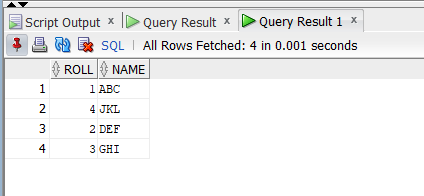 Script Output x Query Result x Query Result 1 x
SQL | All Rows Fetched: 4 in 0.001 seconds
ROLL NAME
1 1 ABC
2 4 JKL
3 2 DEF
4 3 GHI